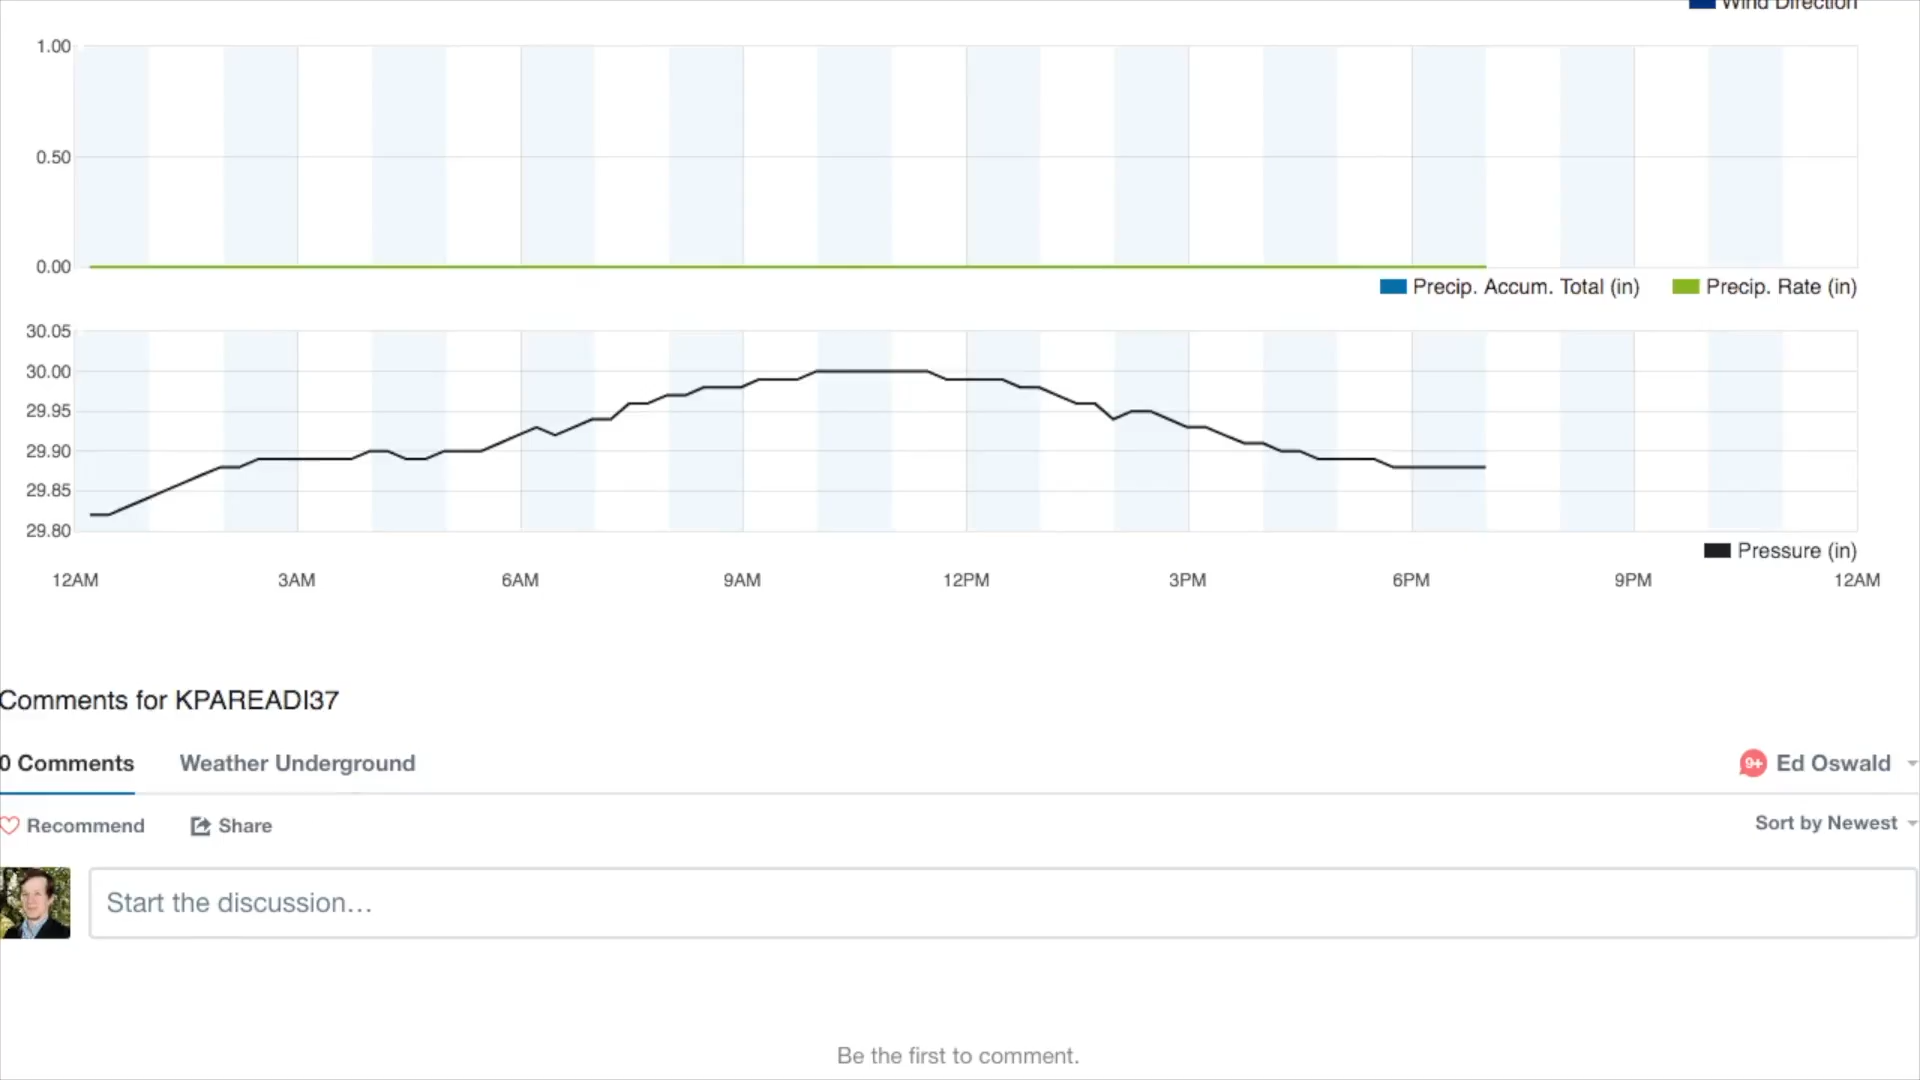 Wind Direction
1.00
0.50
0.00
Precip. Accum. Total (in) Precip. Rate (in)
30.05
30.00
29.95
29.90
29.85
29.80
Pressure (in)
12AM 3AM 6AM 9AM 12PM 3PM 6PM 9PM 12AM
Comments for KPAREADI37
0 Comments Weather Underground 9+ Ed Oswald
Recommend Share Sort by Newest
Start the discussion...
Be the first to comment.